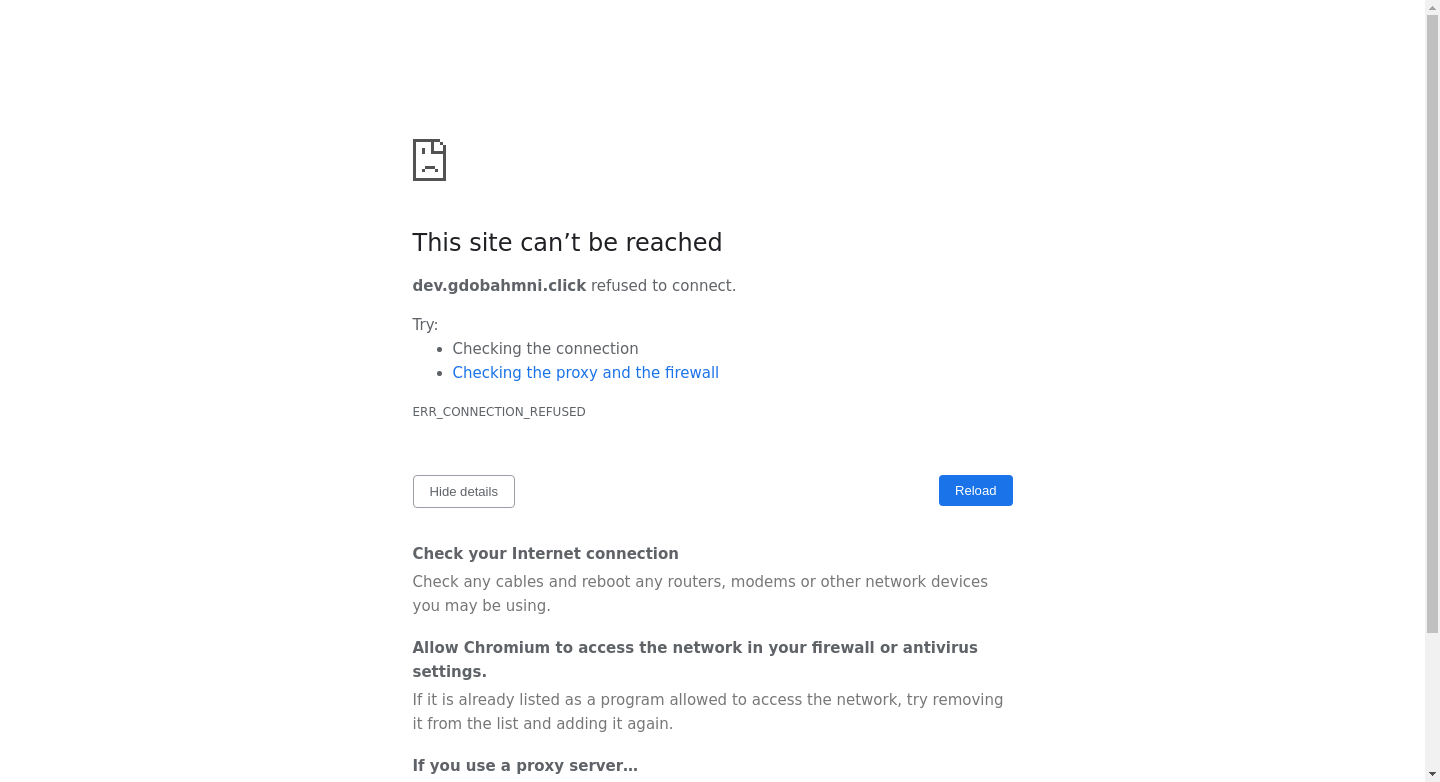 This site can’t be reached
dev.gdobahmni.click refused to connect.
Try:
Checking the connection
Checking the proxy and the firewall
ERR_CONNECTION_REFUSED
Hide details
Reload
Check your Internet connection
Check any cables and reboot any routers, modems or other network devices
you may be using.
Allow Chromium to access the network in your firewall or antivirus
settings.
If it is already listed as a program allowed to access the network, try removing
it from the list and adding it again.
If you use a proxy server…